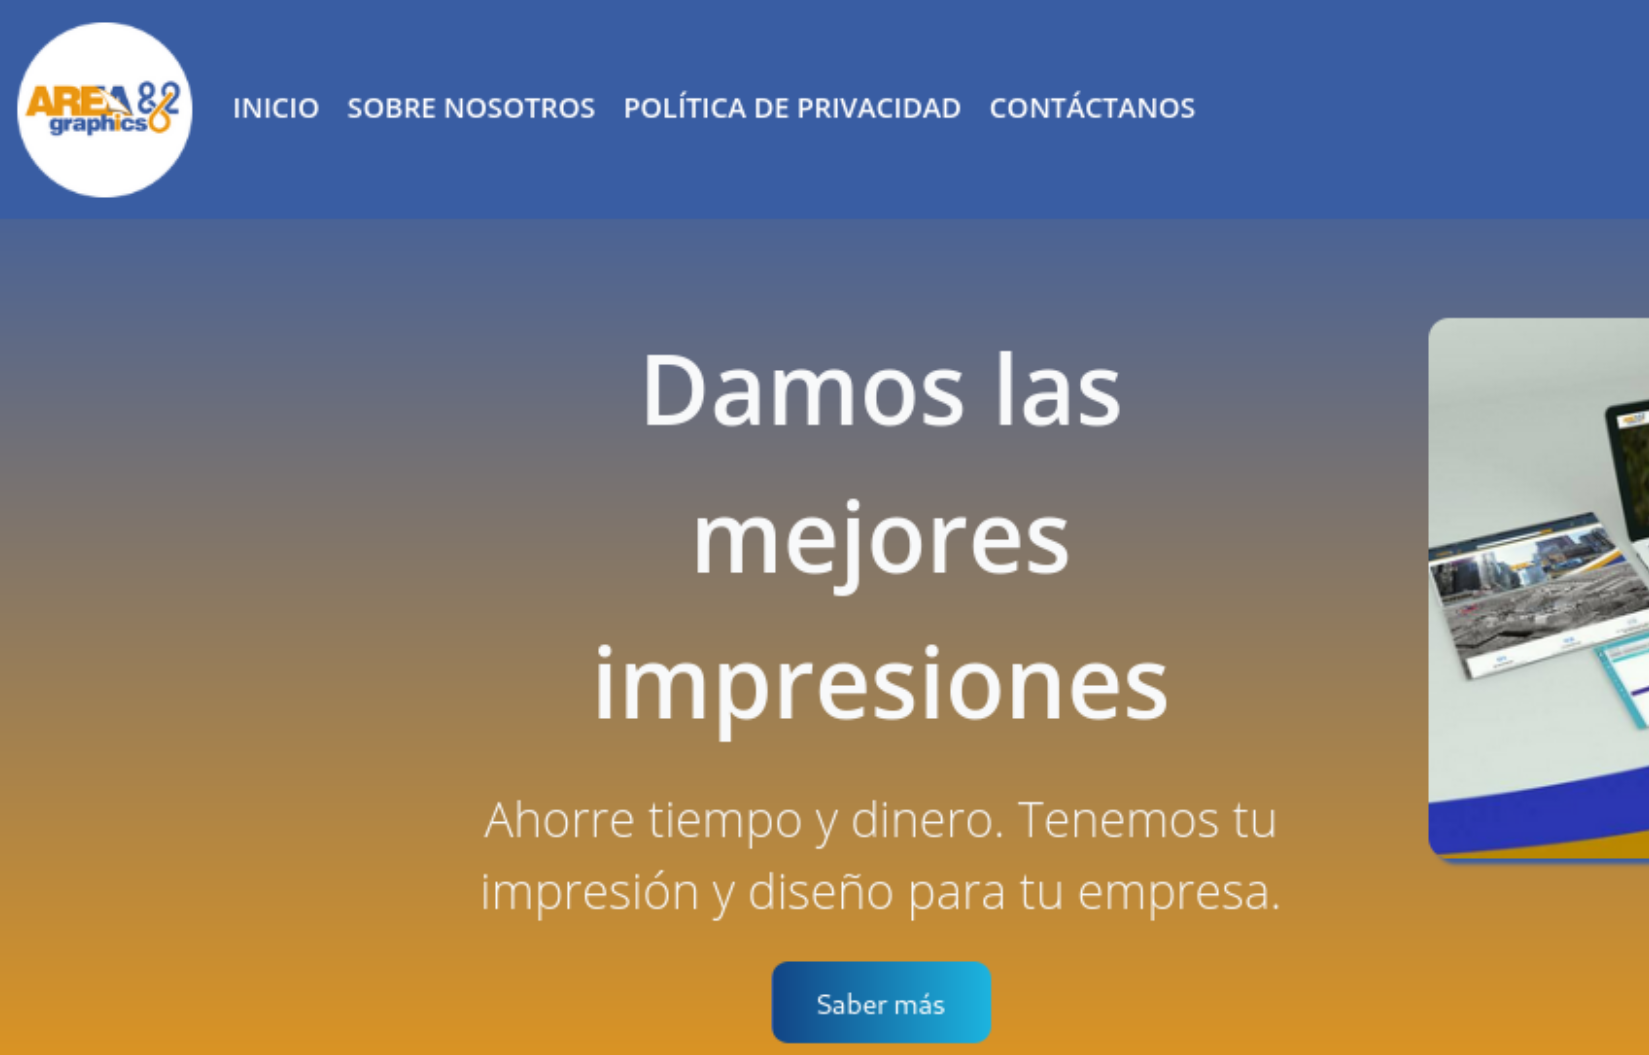 AREA 82
graphics
INICIO SOBRE NOSOTROS POLÍTICA DE PRIVACIDAD CONTÁCTANOS
Damos las
mejores
impresiones
Ahorre tiempo y dinero. Tenemos tu
impresión y diseño para tu empresa.
Saber más